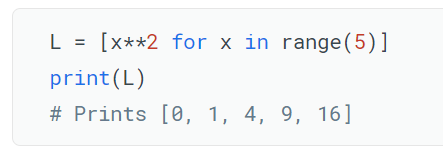 L = [x**2 for x in range(5)]
print(L)
# Prints [0, 1, 4, 9, 16]